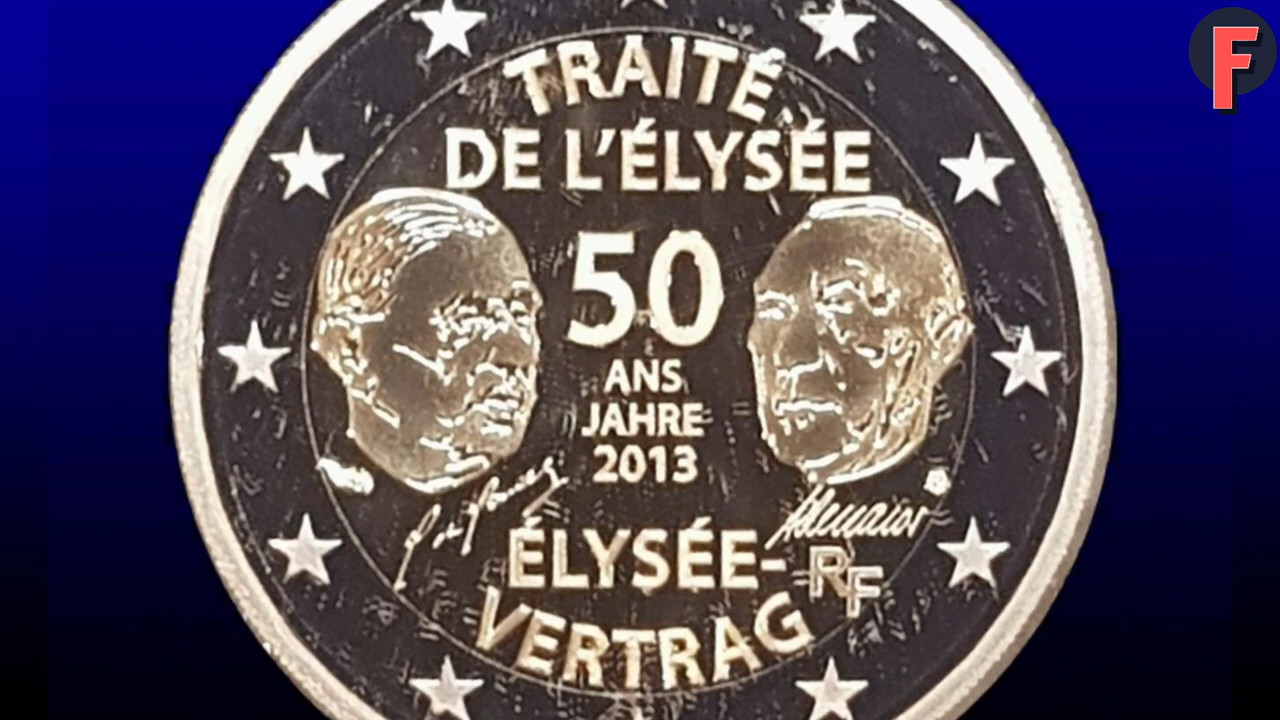 F
TRAITÉ
DE L'ÉLYSÉE
50
ANS
JAHRE
2013
ÉLYSÉE-
RF
VERTRAG